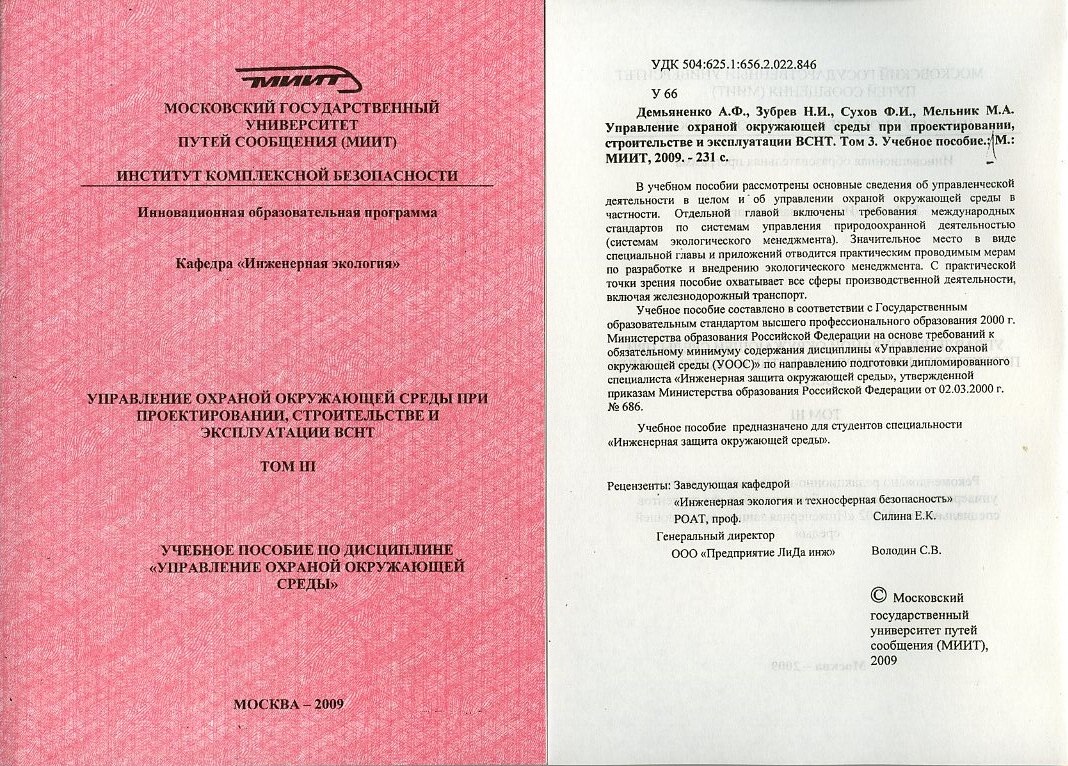 МИИТ
МОСКОВСКИЙ ГОСУДАРСТВЕННЫЙ
УНИВЕРСИТЕТ
ПУТЕЙ СООБЩЕНИЯ (МИИТ)
ИНСТИТУТ КОМПЛЕКСНОЙ БЕЗОПАСНОСТИ
Инновационная образовательная программа
Кафедра «Инженерная экология»
УПРАВЛЕНИЕ ОХРАНОЙ ОКРУЖАЮЩЕЙ СРЕДЫ ПРИ
ПРОЕКТИРОВАНИИ, СТРОИТЕЛЬСТВЕ И
ЭКСПЛУАТАЦИИ ВСНТ
ТОМ III
УЧЕБНОЕ ПОСОБИЕ ПО ДИСЦИПЛИНЕ
«УПРАВЛЕНИЕ ОХРАНОЙ ОКРУЖАЮЩЕЙ
СРЕДЫ»
МОСКВА – 2009
УДК 504:625.1:656.2.022.846
У 66
Демьяненко А.Ф., Зубрев Н.И., Сухов Ф.И., Мельник М.А.
Управление охраной окружающей среды при проектировании,
строительстве и эксплуатации ВСНТ. Том 3. Учебное пособие.: М.:
МИИТ, 2009. - 231 с.
В учебном пособии рассмотрены основные сведения об управленческой
деятельности в целом и об управлении охраной окружающей среды в
частности. Отдельной главой включены требования международных
стандартов по системам управления природоохранной деятельностью
(системам экологического менеджмента). Значительное место в виде
специальной главы и приложений отводится практическим проводимым мерам
по разработке и внедрению экологического менеджмента. С практической
точки зрения пособие охватывает все сферы производственной деятельности,
включая железнодорожный транспорт.
Учебное пособие составлено в соответствии с Государственным
образовательным стандартом высшего профессионального образования 2000 г.
Министерства образования Российской Федерации на основе требований к
обязательному минимуму содержания дисциплины «Управление охраной
окружающей среды (УООС)» по направлению подготовки дипломированного
специалиста «Инженерная защита окружающей среды», утвержденной
приказам Министерства образования Российской Федерации от 02.03.2000 г.
№ 686.
Учебное пособие предназначено для студентов специальности
«Инженерная защита окружающей среды».
Рецензенты: Заведующая кафедрой
«Инженерная экология и техносферная безопасность»
РОАТ, проф. Силина Е.К.
Генеральный директор
ООО «Предприятие ЛиДа инж» Володин С.В.
© Московский
государственный
университет путей
сообщения (МИИТ),
2009